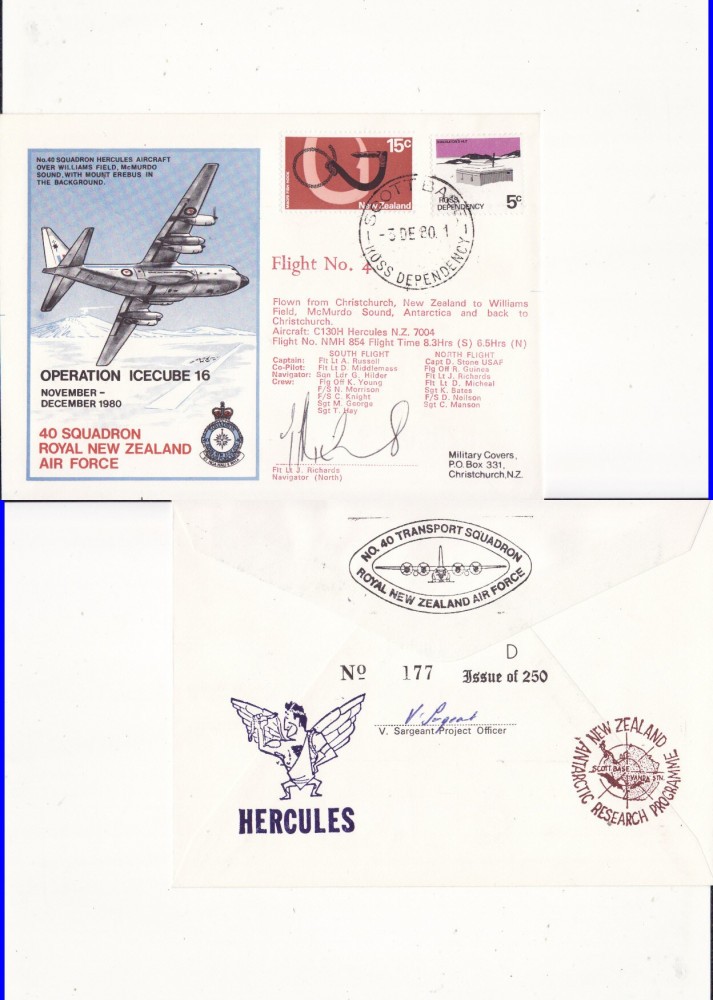 No.40 SQUADRON HERCULES AIRCRAFT
OVER WILLIAMS FIELD, McMURDO
SOUND, WITH MOUNT EREBUS IN
THE BACKGROUND.
OPERATION ICECUBE 16
NOVEMBER –
DECEMBER 1980
40 SQUADRON
ROYAL NEW ZEALAND
AIR FORCE
15c
New Zealand
ROSS
DEPENDENCY
5c
SCOTT BASE
-3 DE 80. 1
ROSS DEPENDENCY
Flight No. 4
Flown from Christchurch, New Zealand to Williams
Field, McMurdo Sound, Antarctica and back to
Christchurch.
Aircraft: C130H Hercules N.Z. 7004
Flight No. NMH 854 Flight Time 8.3Hrs (S) 6.5Hrs (N)
SOUTH FLIGHT NORTH FLIGHT
Captain: Flt Lt A. Russell Capt D. Stone USAF
Co-Pilot: Flt Lt D. Middlemass Flg Off R. Guines
Navigator: Sqn Ldr G. Hilder Flt Lt J. Richards
Crew: Flg Off K. Young Flt Lt D. Micheal
F/S N. Morrison Sgt K. Bates
F/S C. Knight F/S D. Neilson
Sgt M. George Sgt C. Manson
Sgt T. Hay
Flt Lt J. Richards
Navigator (North)
Military Covers,
P.O. Box 331,
Christchurch, N.Z.
NO. 40 TRANSPORT SQUADRON
ROYAL NEW ZEALAND AIR FORCE
D
No 177 Issue of 250
V. Sargeant
V. Sargeant Project Officer
HERCULES
NEW ZEALAND
ANTARCTIC RESEARCH PROGRAMME
SCOTT BASE
VANDA STN.